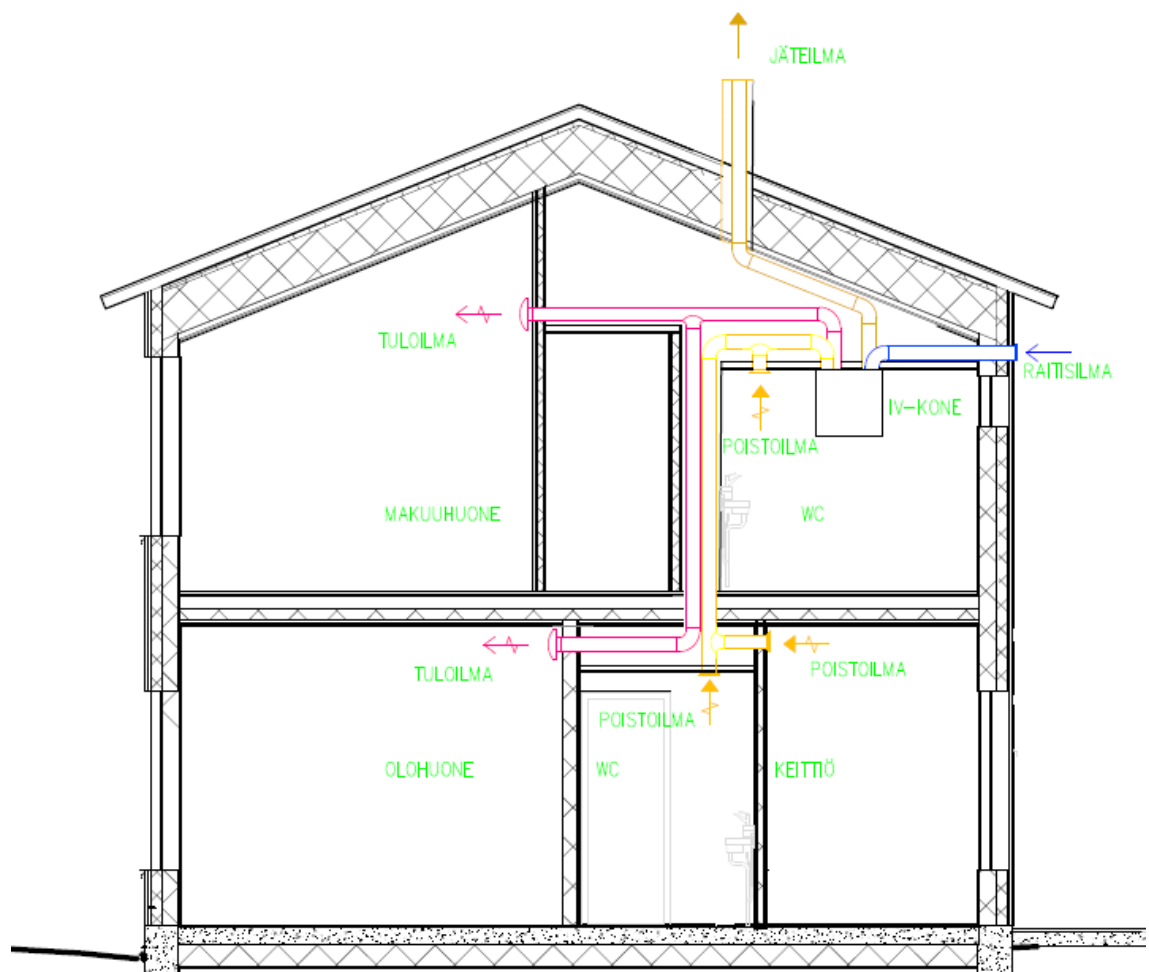 JÄTEILMA
TULOILMA
RAITISILMA
IV-KONE
POISTOILMA
MAKUUHUONE
WC
TULOILMA
POISTOILMA
POISTOILMA
OLOHUONE
WC
KEITTIÖ